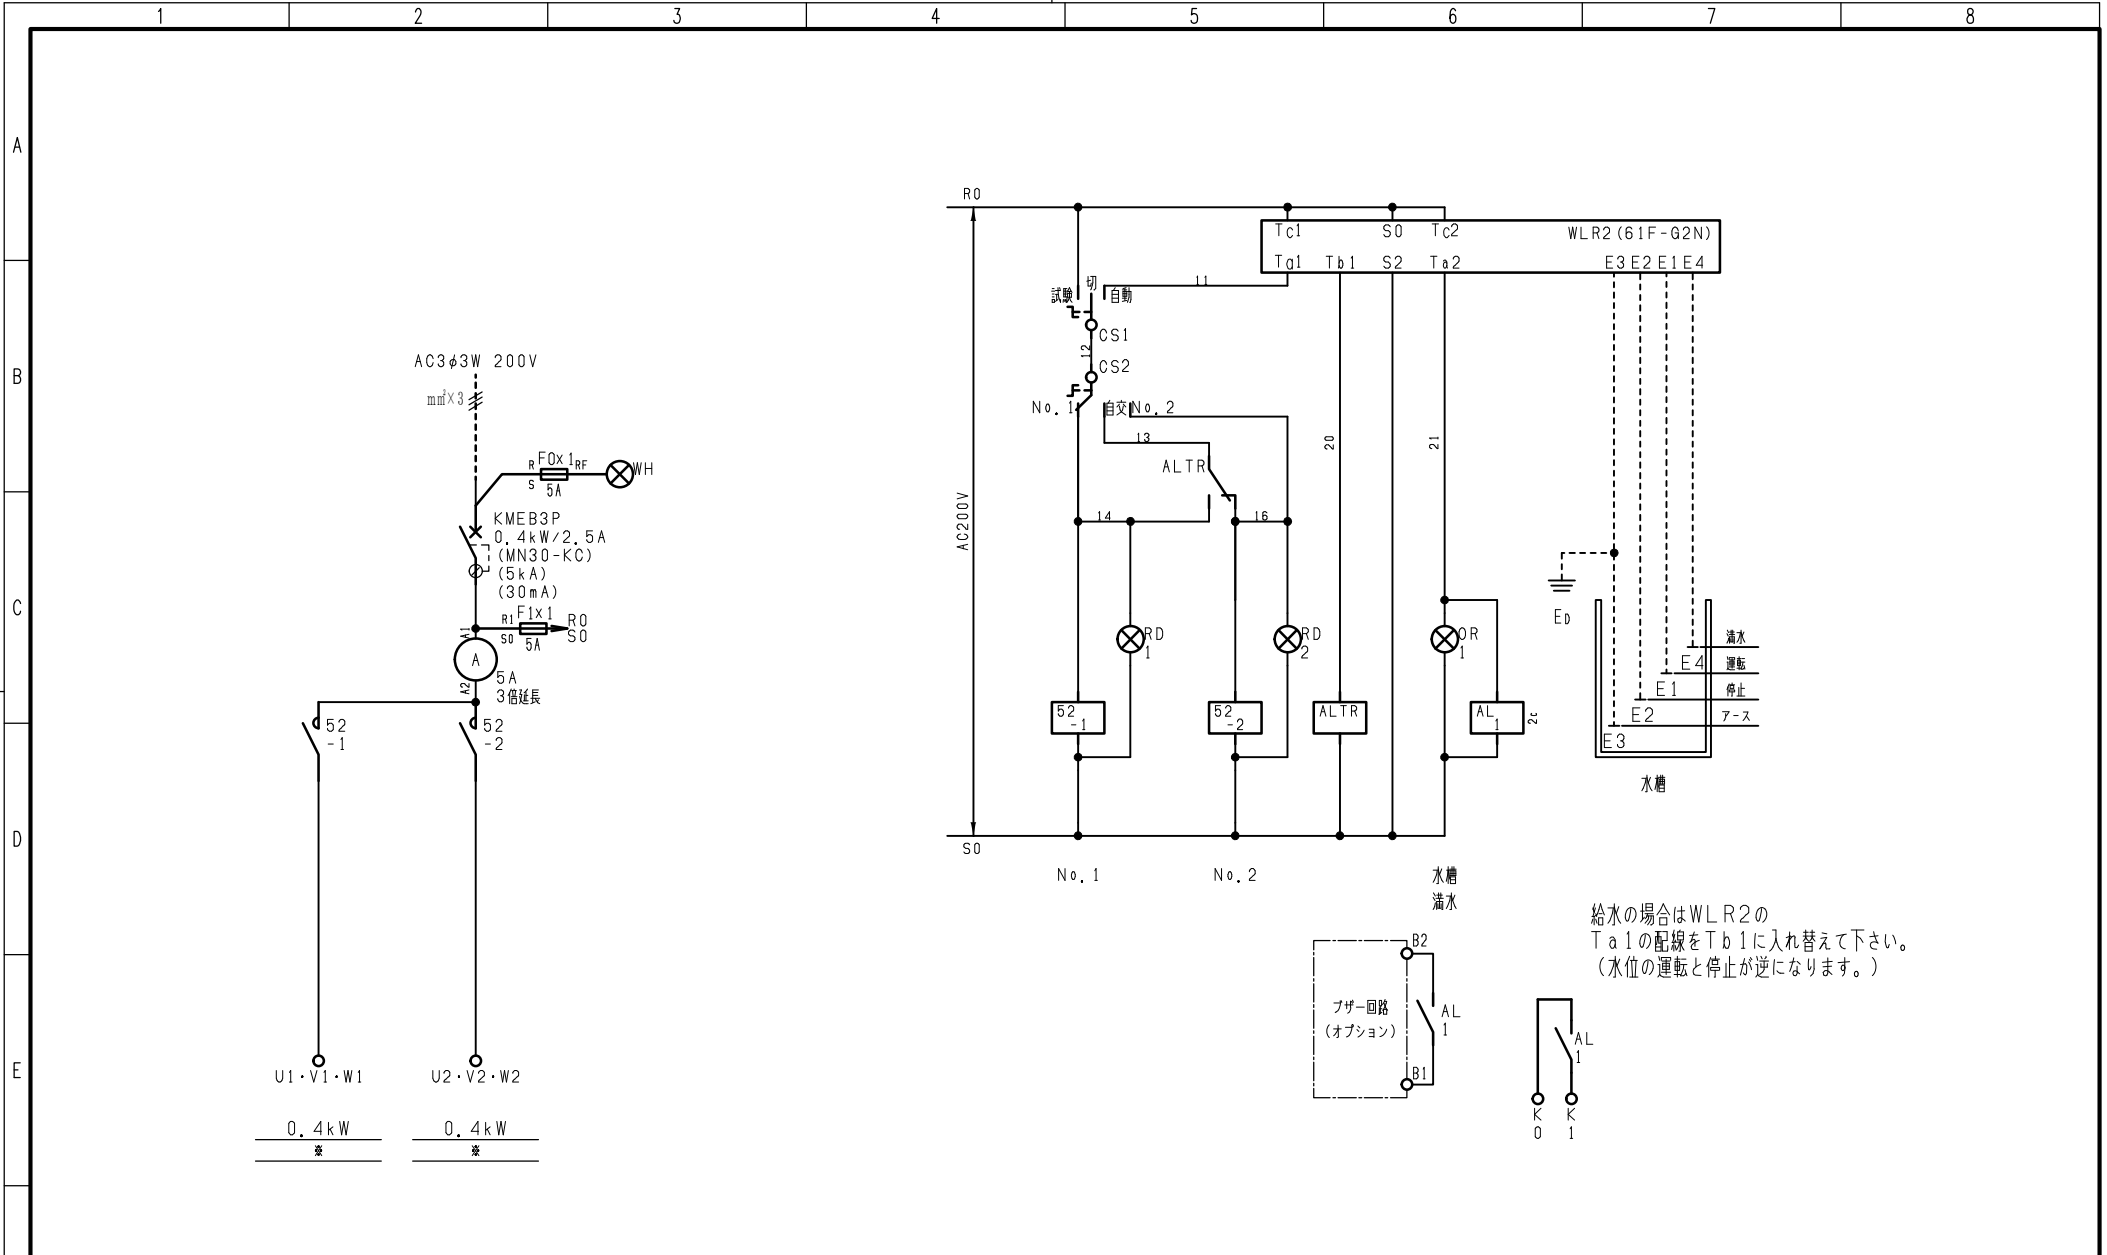 1 2 3 4 5 6 7 8
A
B
C
D
E
AC3φ3W 200V
mm²×3
R F0×1 RF
S 5A
WH
KMEB3P
0.4kW/2.5A
(MN30-KC)
(5kA)
(30mA)
A1
R1 F1×1 R0
S0 5A S0
A
A2
5A
3倍延長
52
-1
52
-2
U1・V1・W1
U2・V2・W2
0.4kW
※
0.4kW
※
R0
AC200V
S0
Tc1 S0 Tc2 WLR2(61F-G2N)
Ta1 Tb1 S2 Ta2 E3 E2 E1 E4
試験 切 自動
11
CS1
12
CS2
No.1 自交 No.2
13
ALTR
14
16
20
21
RD
1
RD
2
OR
1
52
-1
52
-2
ALTR
AL
1
2c
ED
満水
E4 運転
E1 停止
E2 アース
E3
水槽
No.1
No.2
水槽
満水
給水の場合はWLR2の
Ta1の配線をTb1に入れ替えて下さい。
(水位の運転と停止が逆になります。)
B2
ブザー回路
(オプション)
AL
1
B1
AL
1
K
0
K
1